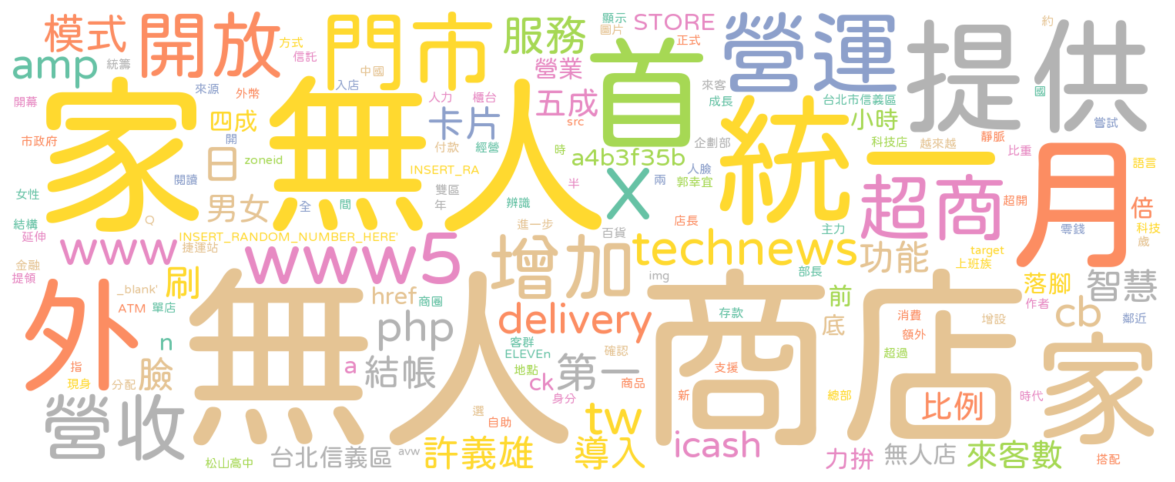 模式
開放
門市
服務
顯示
圖片
STORE
正式
營運
提供
約
國
嘗試
amp
統籌
方式
信託
中國
入店
營業
首
來客
成長
台北市信義區
小時
科技店
越來越
靜脈
比重
語言
開幕
來源
外幣
家
無人
人力
櫃台
五成
src
企劃部
統一
市政府
四成
開
卡片
付款
經營
時
a4b3f35b
人臉
郭幸宜
超商
月
倍
科技
歲
日
zoneid
閱讀
INSERT_RA
半
x
兩
超開
零錢
女性
結構
延伸
男女
全
間
雙區
年
辨識
店長
主力
Q
INSERT_RANDOM_NUMBER_HERE'
進一步
百貨
www
捷運站
www5
增加
technews
部長
功能
target
上班族
落腳
智慧
作者
鄰近
金融
提領
外
刷
_blank'
ATM
單店
href
商圈
img
delivery
存款
前
底
消費
額外
增設
cb
無人商店
家
n
臉
php
客群
ELEVEn
確認
地點
支援
超過
指
現身
分配
a
結帳
ck
身分
第一
商品
新
總部
比例
時代
營收
選
自助
tw
icash
松山高中
台北信義區
avw
許義雄
導入
力拚
無人店
來客數
搭配